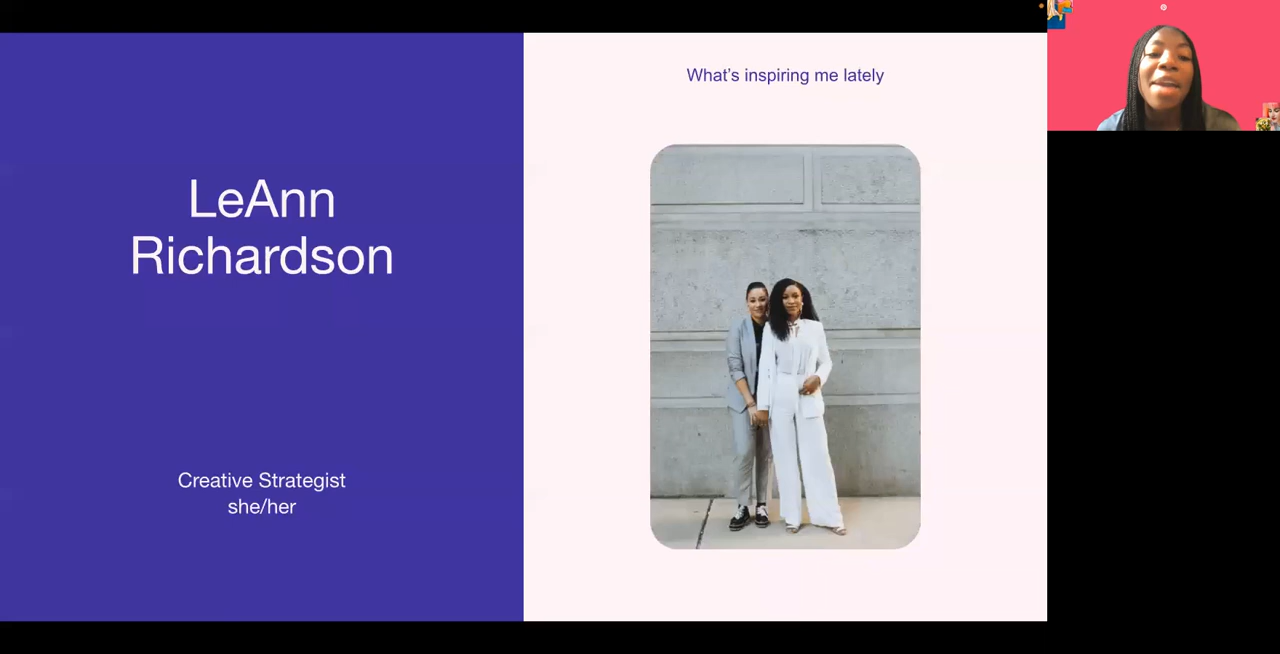 LeAnn
Richardson
Creative Strategist
she/her
What's inspiring me lately